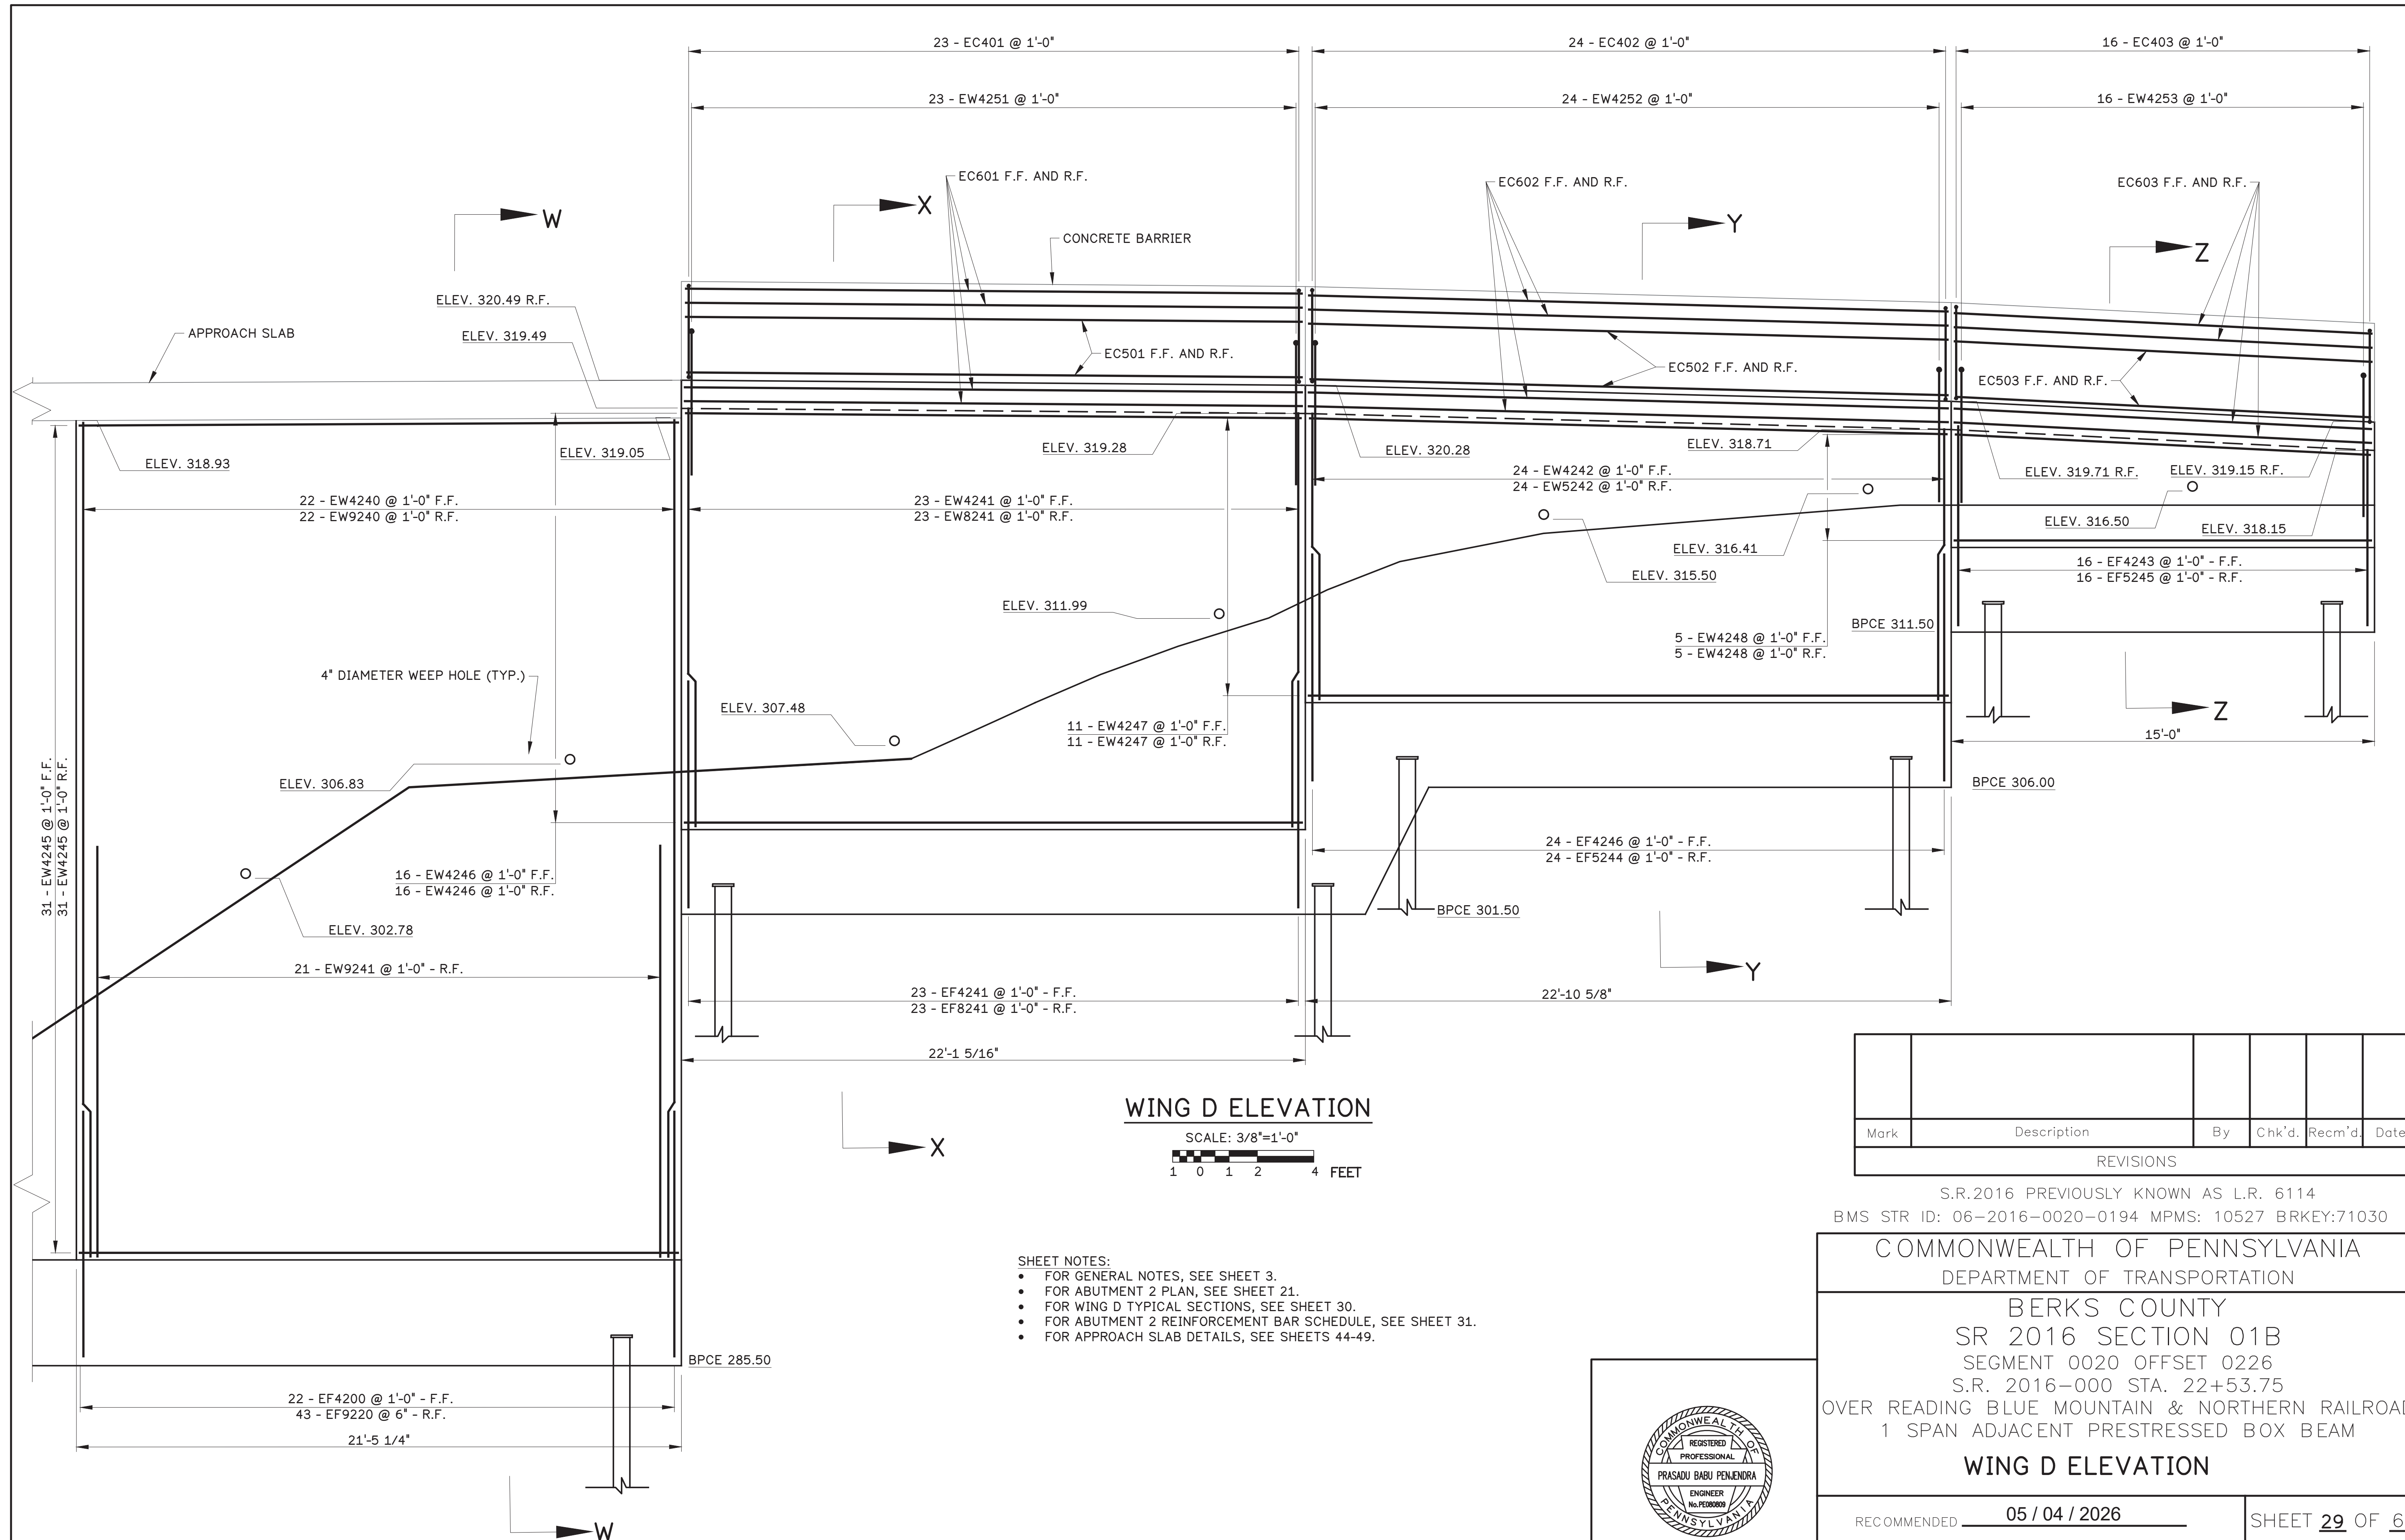 23 - EC401 @ 1'-0"
24 - EC402 @ 1'-0"
16 - EC403 @ 1'-0"
23 - EW4251 @ 1'-0"
24 - EW4252 @ 1'-0"
16 - EW4253 @ 1'-0"
EC601 F.F. AND R.F.
EC602 F.F. AND R.F.
EC603 F.F. AND R.F.
W
X
Y
Z
CONCRETE BARRIER
ELEV. 320.49 R.F.
APPROACH SLAB
ELEV. 319.49
EC501 F.F. AND R.F.
EC502 F.F. AND R.F.
EC503 F.F. AND R.F.
ELEV. 318.93
ELEV. 319.05
ELEV. 319.28
ELEV. 320.28
ELEV. 318.71
ELEV. 319.71 R.F.
ELEV. 319.15 R.F.
22 - EW4240 @ 1'-0" F.F.
22 - EW9240 @ 1'-0" R.F.
23 - EW4241 @ 1'-0" F.F.
23 - EW8241 @ 1'-0" R.F.
24 - EW4242 @ 1'-0" F.F.
24 - EW5242 @ 1'-0" R.F.
ELEV. 316.50
ELEV. 318.15
ELEV. 316.41
ELEV. 315.50
16 - EF4243 @ 1'-0" - F.F.
16 - EF5245 @ 1'-0" - R.F.
ELEV. 311.99
BPCE 311.50
5 - EW4248 @ 1'-0" F.F.
5 - EW4248 @ 1'-0" R.F.
4" DIAMETER WEEP HOLE (TYP.)
ELEV. 307.48
11 - EW4247 @ 1'-0" F.F.
11 - EW4247 @ 1'-0" R.F.
Z
15'-0"
ELEV. 306.83
BPCE 306.00
31 - EW4245 @ 1'-0" F.F.
31 - EW4245 @ 1'-0" R.F.
16 - EW4246 @ 1'-0" F.F.
16 - EW4246 @ 1'-0" R.F.
24 - EF4246 @ 1'-0" - F.F.
24 - EF5244 @ 1'-0" - R.F.
ELEV. 302.78
BPCE 301.50
21 - EW9241 @ 1'-0" - R.F.
Y
23 - EF4241 @ 1'-0" - F.F.
23 - EF8241 @ 1'-0" - R.F.
22'-10 5/8"
22'-1 5/16"
WING D ELEVATION
SCALE: 3/8"=1'-0"
1 0 1 2 4 FEET
X
SHEET NOTES:
• FOR GENERAL NOTES, SEE SHEET 3.
• FOR ABUTMENT 2 PLAN, SEE SHEET 21.
• FOR WING D TYPICAL SECTIONS, SEE SHEET 30.
• FOR ABUTMENT 2 REINFORCEMENT BAR SCHEDULE, SEE SHEET 31.
• FOR APPROACH SLAB DETAILS, SEE SHEETS 44-49.
BPCE 285.50
22 - EF4200 @ 1'-0" - F.F.
43 - EF9220 @ 6" - R.F.
21'-5 1/4"
W
Mark Description By Chk'd. Recm'd. Date
REVISIONS
S.R.2016 PREVIOUSLY KNOWN AS L.R. 6114
BMS STR ID: 06-2016-0020-0194 MPMS: 10527 BRKEY:71030
COMMONWEALTH OF PENNSYLVANIA
DEPARTMENT OF TRANSPORTATION
BERKS COUNTY
SR 2016 SECTION 01B
SEGMENT 0020 OFFSET 0226
S.R. 2016-000 STA. 22+53.75
OVER READING BLUE MOUNTAIN & NORTHERN RAILROAD
1 SPAN ADJACENT PRESTRESSED BOX BEAM
WING D ELEVATION
RECOMMENDED 05 / 04 / 2026
SHEET 29 OF
COMMONWEALTH OF
REGISTERED
PROFESSIONAL
PRASADU BABU PENJENDRA
ENGINEER
No.PE080809
PENNSYLVANIA